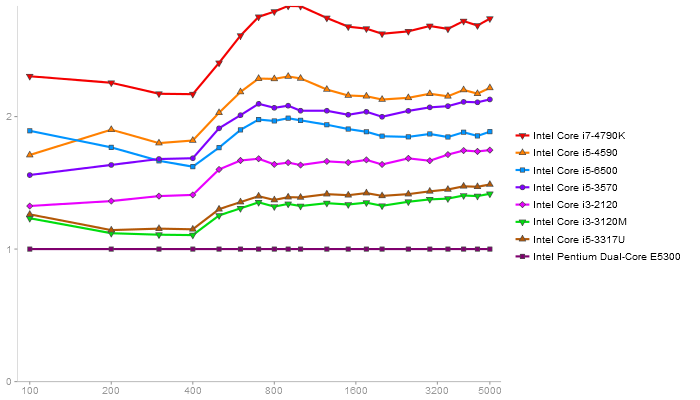 2
1
0
100 200 400 800 1600 3200 5000
Intel Core i7-4790K
Intel Core i5-4590
Intel Core i5-6500
Intel Core i5-3570
Intel Core i3-2120
Intel Core i3-3120M
Intel Core i5-3317U
Intel Pentium Dual-Core E5300